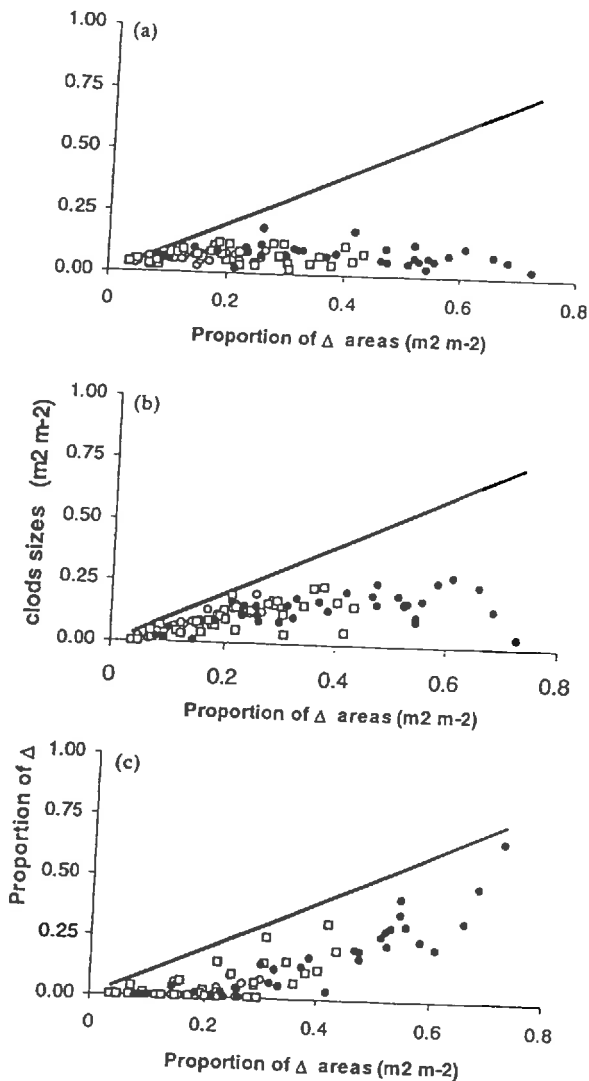 1.00 (a)
0.75
0.50
0.25
0.00
0 0.2 0.4 0.6 0.8
Proportion of Δ areas (m2 m-2)
1.00 (b)
0.75
0.50
0.25
0.00
clods sizes (m2 m-2)
0 0.2 0.4 0.6 0.8
Proportion of Δ areas (m2 m-2)
1.00 (c)
0.75
0.50
0.25
0.00
Proportion of Δ
0 0.2 0.4 0.6 0.8
Proportion of Δ areas (m2 m-2)